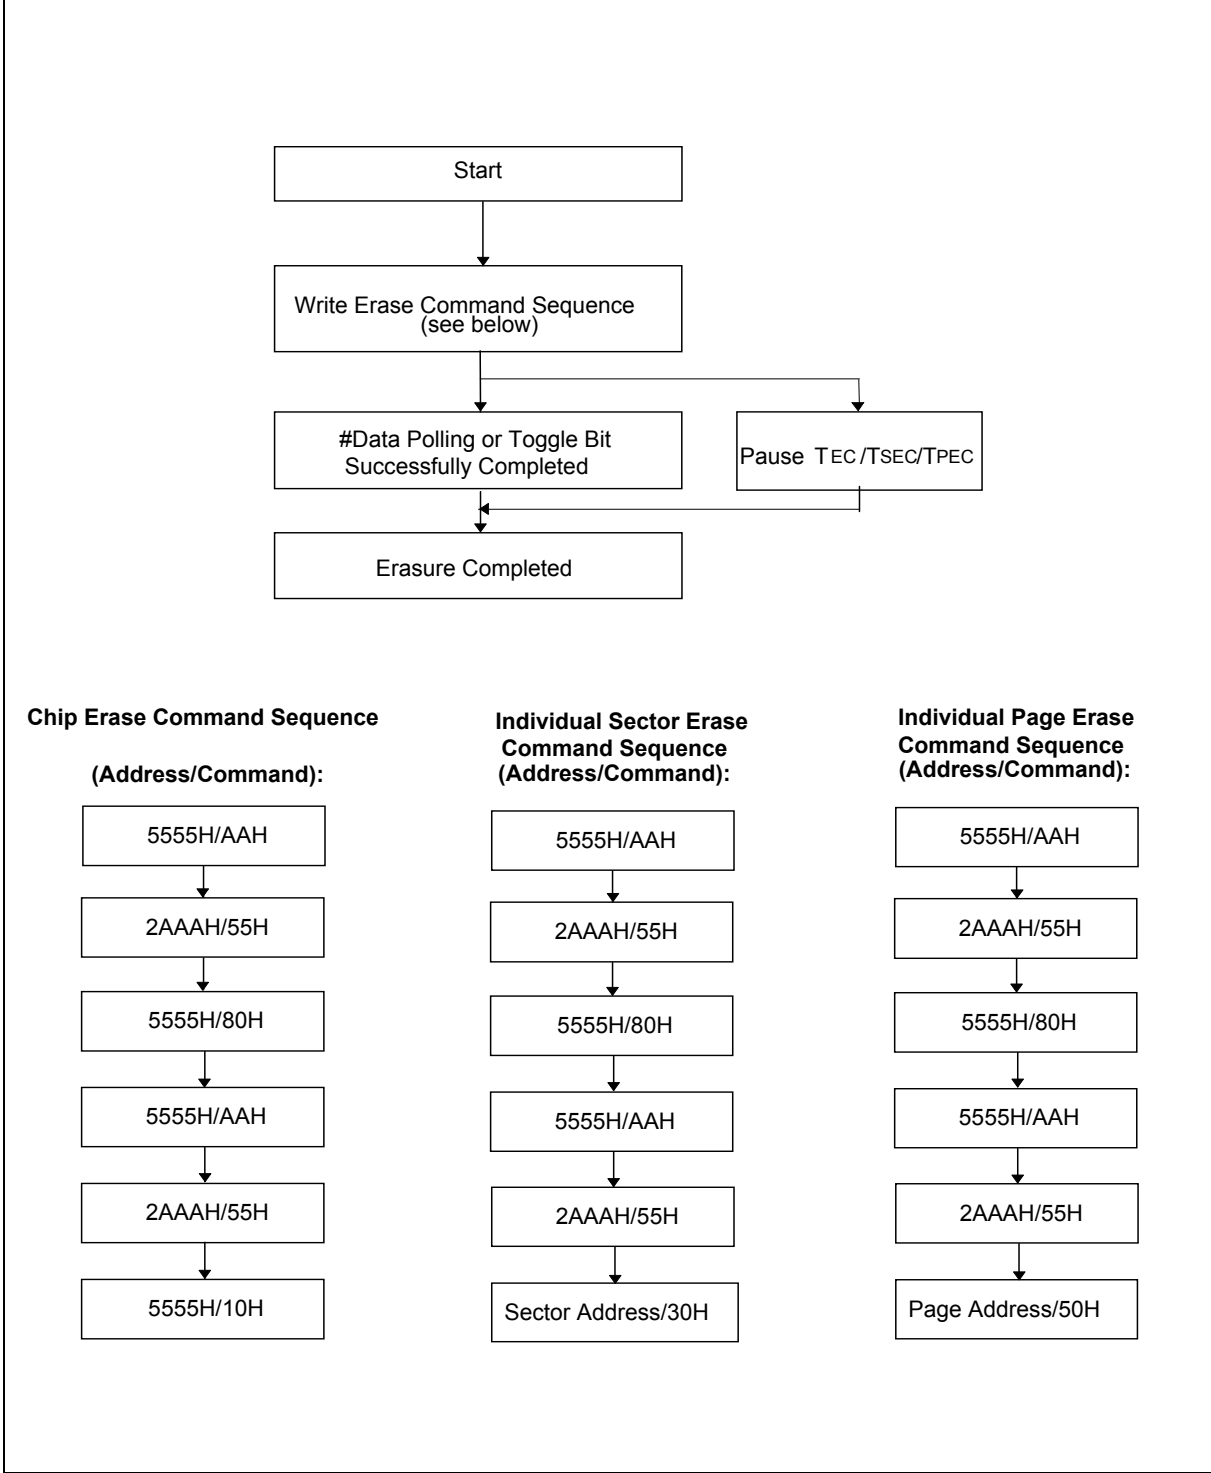 Start
Write Erase Command Sequence
(see below)
#Data Polling or Toggle Bit
Successfully Completed
Pause TEC/TSEC/TPEC
Erasure Completed
Chip Erase Command Sequence
(Address/Command):
5555H/AAH
2AAAH/55H
5555H/80H
5555H/AAH
2AAAH/55H
5555H/10H
Individual Sector Erase
Command Sequence
(Address/Command):
5555H/AAH
2AAAH/55H
5555H/80H
5555H/AAH
2AAAH/55H
Sector Address/30H
Individual Page Erase
Command Sequence
(Address/Command):
5555H/AAH
2AAAH/55H
5555H/80H
5555H/AAH
2AAAH/55H
Page Address/50H